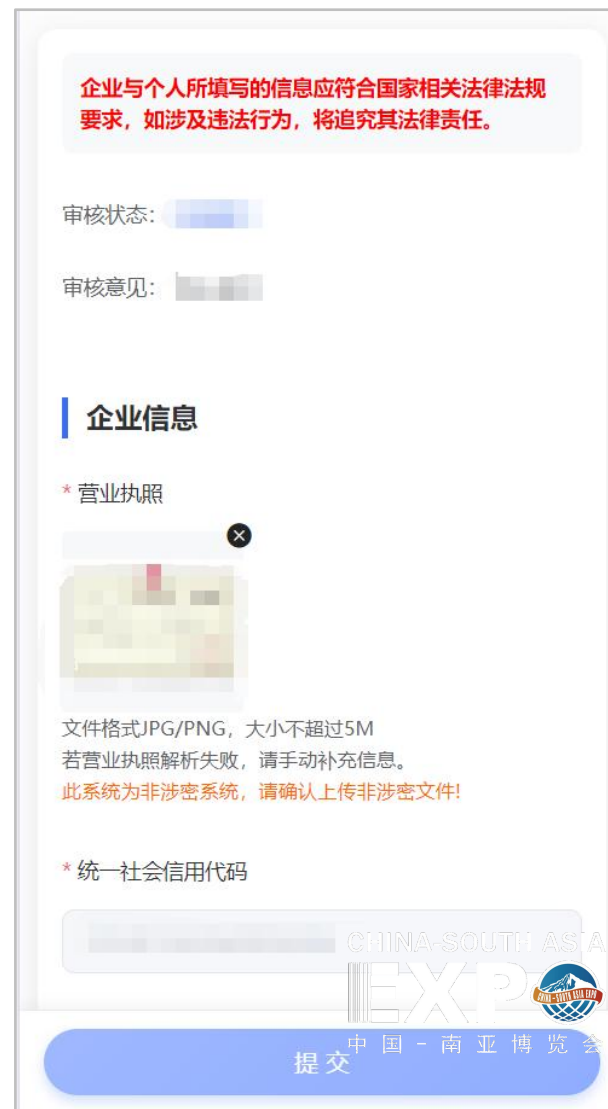 企业与个人所填写的信息应符合国家相关法律法规
要求，如涉及违法行为，将追究其法律责任。
审核状态：
审核意见：
企业信息
* 营业执照
文件格式JPG/PNG，大小不超过5M
若营业执照解析失败，请手动补充信息。
此系统为非涉密系统，请确认上传非涉密文件!
* 统一社会信用代码
CHINA-SOUTH ASIA
EXPO
CHINA-SOUTH ASIA EXPO
中国-南亚博览会
提交